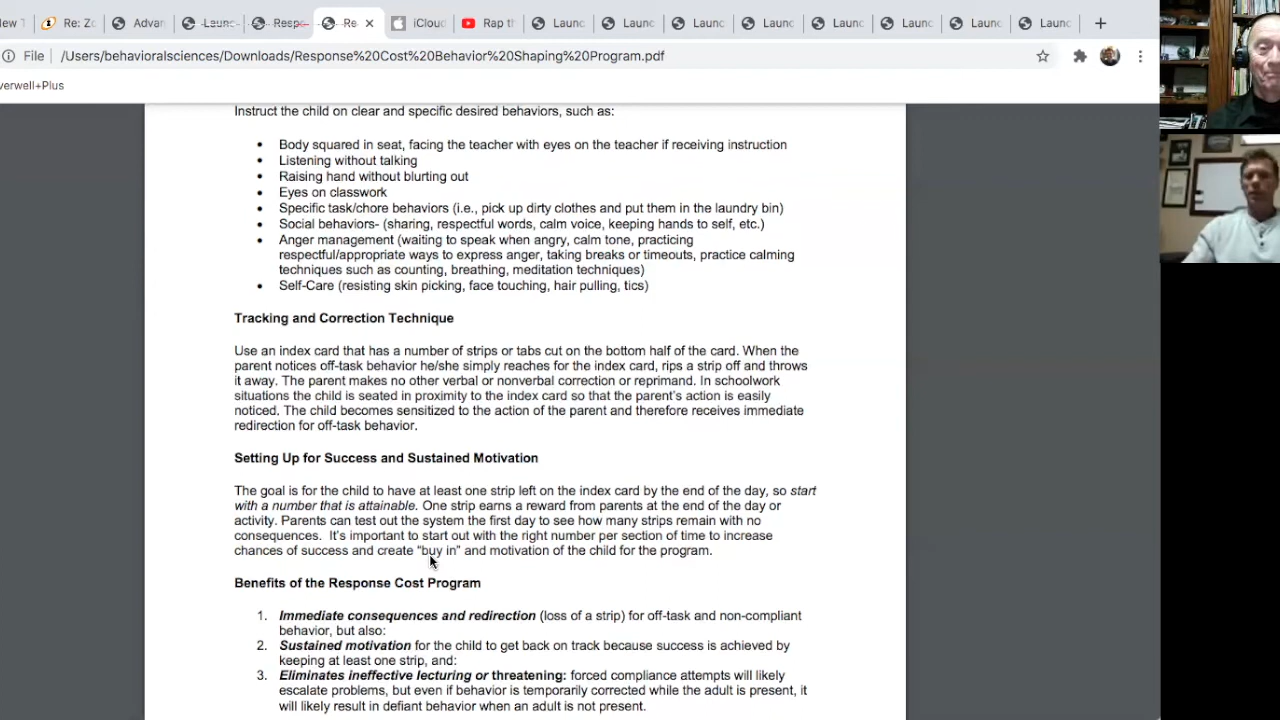 Re: Z
Advan
Launc
Respo
Re
iCloud
Rap th
Launc
Launc
Launc
Launc
Launc
Launc
Launc
Launc
File /Users/behavioralsciences/Downloads/Response%20Cost%20Behavior%20Shaping%20Program.pdf
verwell+Plus
Instruct the child on clear and specific desired behaviors, such as:
• Body squared in seat, facing the teacher with eyes on the teacher if receiving instruction
• Listening without talking
• Raising hand without blurting out
• Eyes on classwork
• Specific task/chore behaviors (i.e., pick up dirty clothes and put them in the laundry bin)
• Social behaviors- (sharing, respectful words, calm voice, keeping hands to self, etc.)
• Anger management (waiting to speak when angry, calm tone, practicing
respectful/appropriate ways to express anger, taking breaks or timeouts, practice calming
techniques such as counting, breathing, meditation techniques)
• Self-Care (resisting skin picking, face touching, hair pulling, tics)
Tracking and Correction Technique
Use an index card that has a number of strips or tabs cut on the bottom half of the card. When the
parent notices off-task behavior he/she simply reaches for the index card, rips a strip off and throws
it away. The parent makes no other verbal or nonverbal correction or reprimand. In schoolwork
situations the child is seated in proximity to the index card so that the parent's action is easily
noticed. The child becomes sensitized to the action of the parent and therefore receives immediate
redirection for off-task behavior.
Setting Up for Success and Sustained Motivation
The goal is for the child to have at least one strip left on the index card by the end of the day, so start
with a number that is attainable. One strip earns a reward from parents at the end of the day or
activity. Parents can test out the system the first day to see how many strips remain with no
consequences. It's important to start out with the right number per section of time to increase
chances of success and create “buy in” and motivation of the child for the program.
Benefits of the Response Cost Program
1. Immediate consequences and redirection (loss of a strip) for off-task and non-compliant
behavior, but also:
2. Sustained motivation for the child to get back on track because success is achieved by
keeping at least one strip, and:
3. Eliminates ineffective lecturing or threatening: forced compliance attempts will likely
escalate problems, but even if behavior is temporarily corrected while the adult is present, it
will likely result in defiant behavior when an adult is not present.